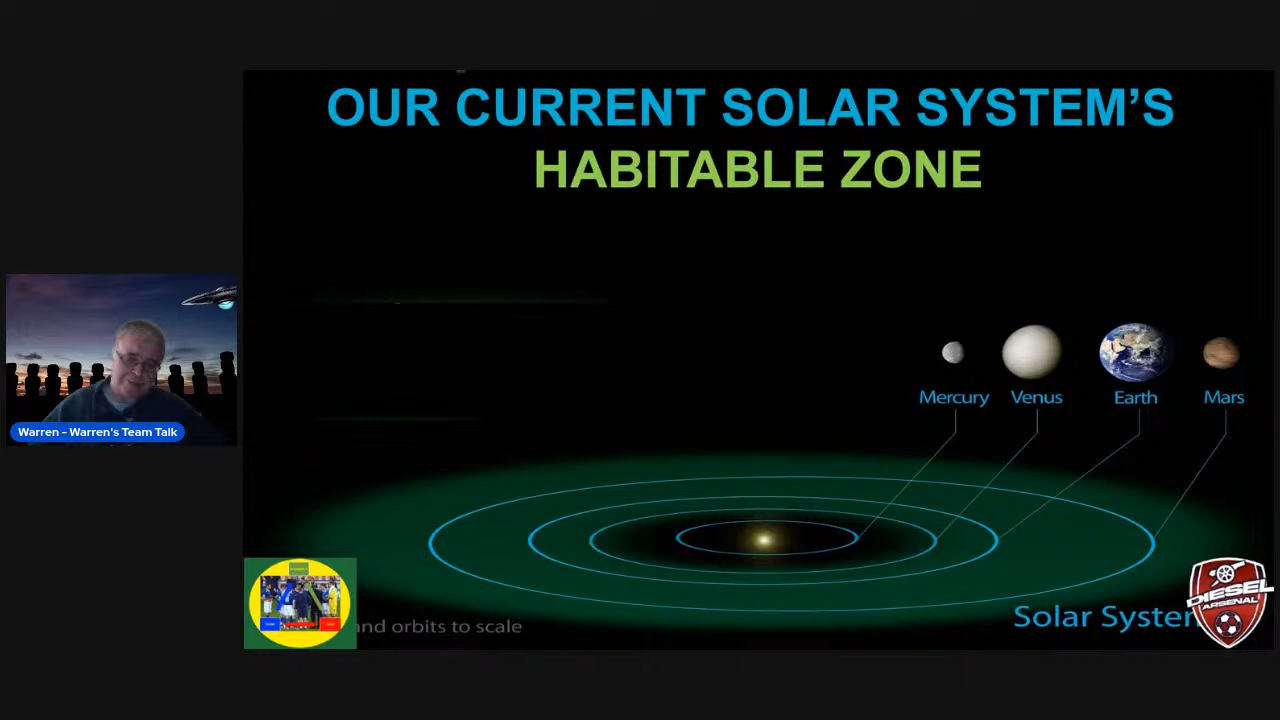 OUR CURRENT SOLAR SYSTEM’S
HABITABLE ZONE
Mercury Venus Earth Mars
Warren - Warren's Team Talk
and orbits to scale
Solar System
DIESEL
ARSENAL